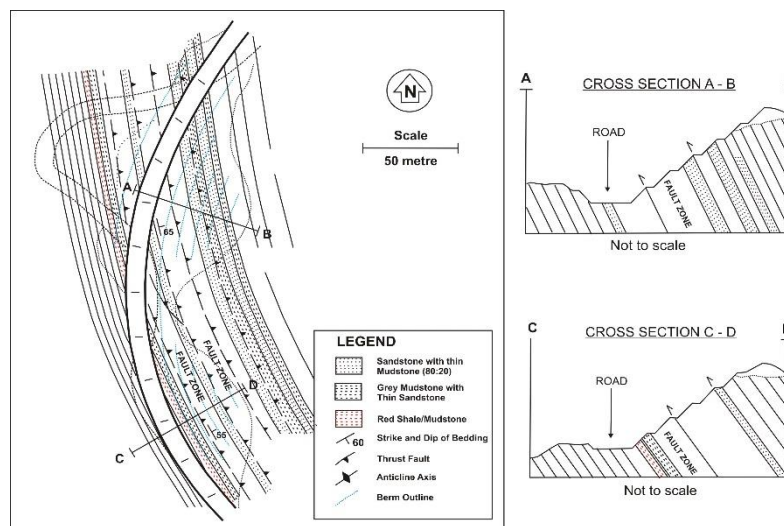 N
Scale
50 metre
A
B
65
FAULT ZONE
FAULT ZONE
D
55
C
LEGEND
Sandstone with thin
Mudstone (80:20)
Grey Mudstone with
Thin Sandstone
Red Shale/Mudstone
60
Strike and Dip of Bedding
Thrust Fault
Anticline Axis
Berm Outline
A
CROSS SECTION A - B
ROAD
FAULT ZONE
Not to scale
C
CROSS SECTION C - D
ROAD
FAULT ZONE
Not to scale